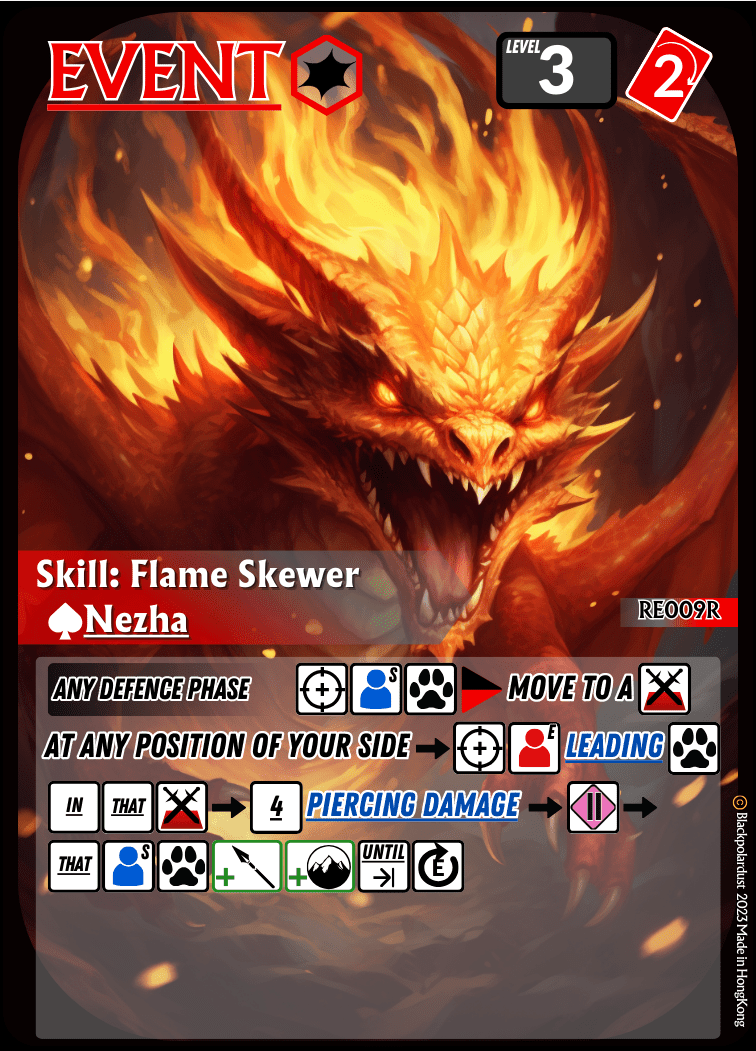 EVENT
LEVEL 3
2
Skill: Flame Skewer
Nezha
RE009R
ANY DEFENCE PHASE S MOVE TO A
AT ANY POSITION OF YOUR SIDE E LEADING
IN THAT 4 PIERCING DAMAGE
THAT S + + UNTIL E
© Blackpolardust 2023 Made in HongKong